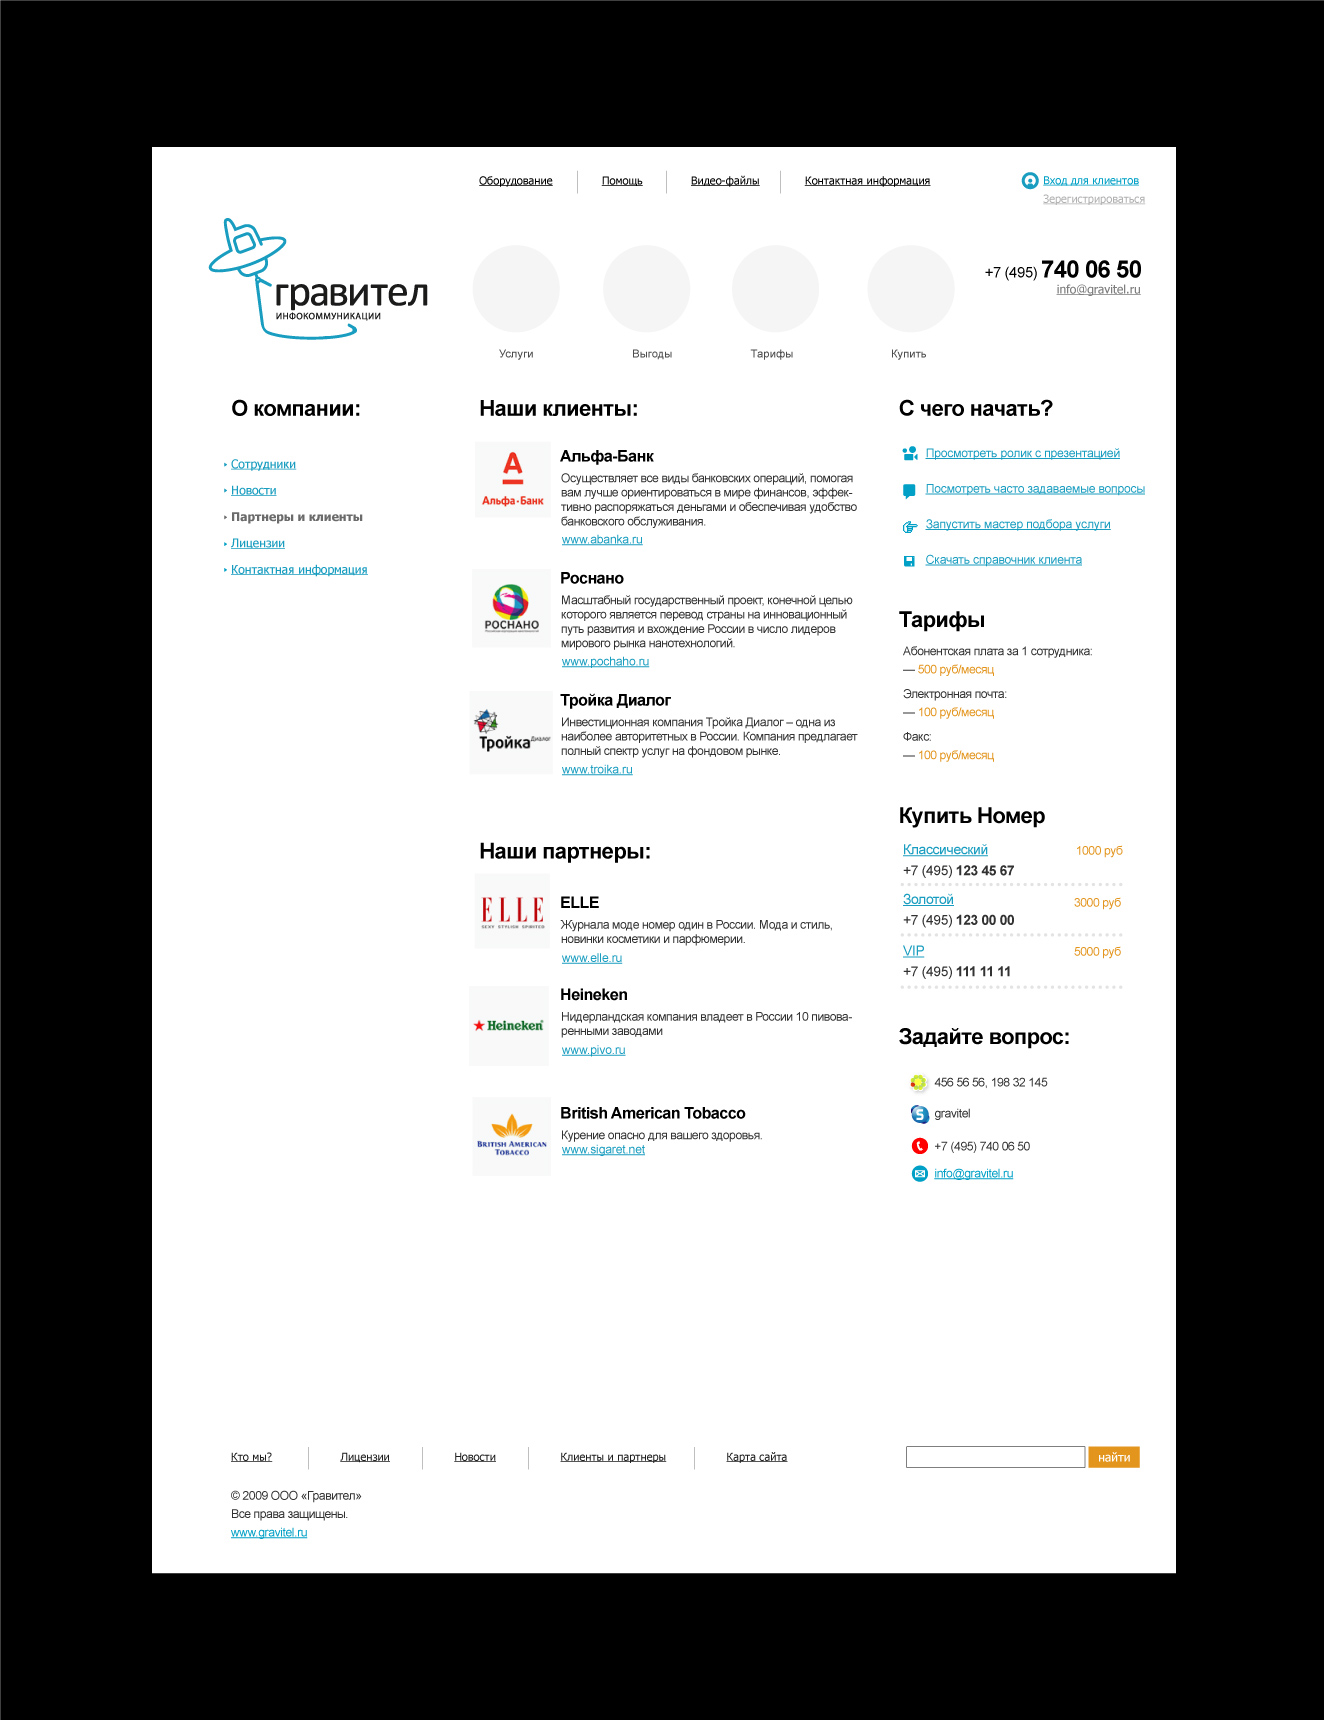 Оборудование
Помощь
Видео-файлы
Контактная информация
Вход для клиентов
Зерегистрироваться
гравител
ИНФОКОММУНИКАЦИИ
+7 (495) 740 06 50
info@gravitel.ru
Услуги
Выгоды
Тарифы
Купить
О компании:
Сотрудники
Новости
Партнеры и клиенты
Лицензии
Контактная информация
Наши клиенты:
Альфа·Банк
Альфа-Банк
Осуществляет все виды банковских операций, помогая
вам лучше ориентироваться в мире финансов, эффек-
тивно распоряжаться деньгами и обеспечивая удобство
банковского обслуживания.
www.abanka.ru
РОСНАНО
Роснано
Масштабный государственный проект, конечной целью
которого является перевод страны на инновационный
путь развития и вхождение России в число лидеров
мирового рынка нанотехнологий.
www.pochaho.ru
Тройка Диалог
Тройка Диалог
Инвестиционная компания Тройка Диалог – одна из
наиболее авторитетных в России. Компания предлагает
полный спектр услуг на фондовом рынке.
www.troika.ru
Наши партнеры:
ELLE
SEXY STYLISH SPIRITED
ELLE
Журнала моде номер один в России. Мода и стиль,
новинки косметики и парфюмерии.
www.elle.ru
Heineken
Heineken
Нидерландская компания владеет в России 10 пивова-
ренными заводами
www.pivo.ru
BRITISH AMERICAN
TOBACCO
British American Tobacco
Курение опасно для вашего здоровья.
www.sigaret.net
С чего начать?
Просмотреть ролик с презентацией
Посмотреть часто задаваемые вопросы
Запустить мастер подбора услуги
Скачать справочник клиента
Тарифы
Абонентская плата за 1 сотрудника:
— 500 руб/месяц
Электронная почта:
— 100 руб/месяц
Факс:
— 100 руб/месяц
Купить Номер
Классический 1000 руб
+7 (495) 123 45 67
Золотой 3000 руб
+7 (495) 123 00 00
VIP 5000 руб
+7 (495) 111 11 11
Задайте вопрос:
456 56 56, 198 32 145
gravitel
+7 (495) 740 06 50
info@gravitel.ru
Кто мы?
Лицензии
Новости
Клиенты и партнеры
Карта сайта
найти
© 2009 ООО «Гравител»
Все права защищены.
www.gravitel.ru